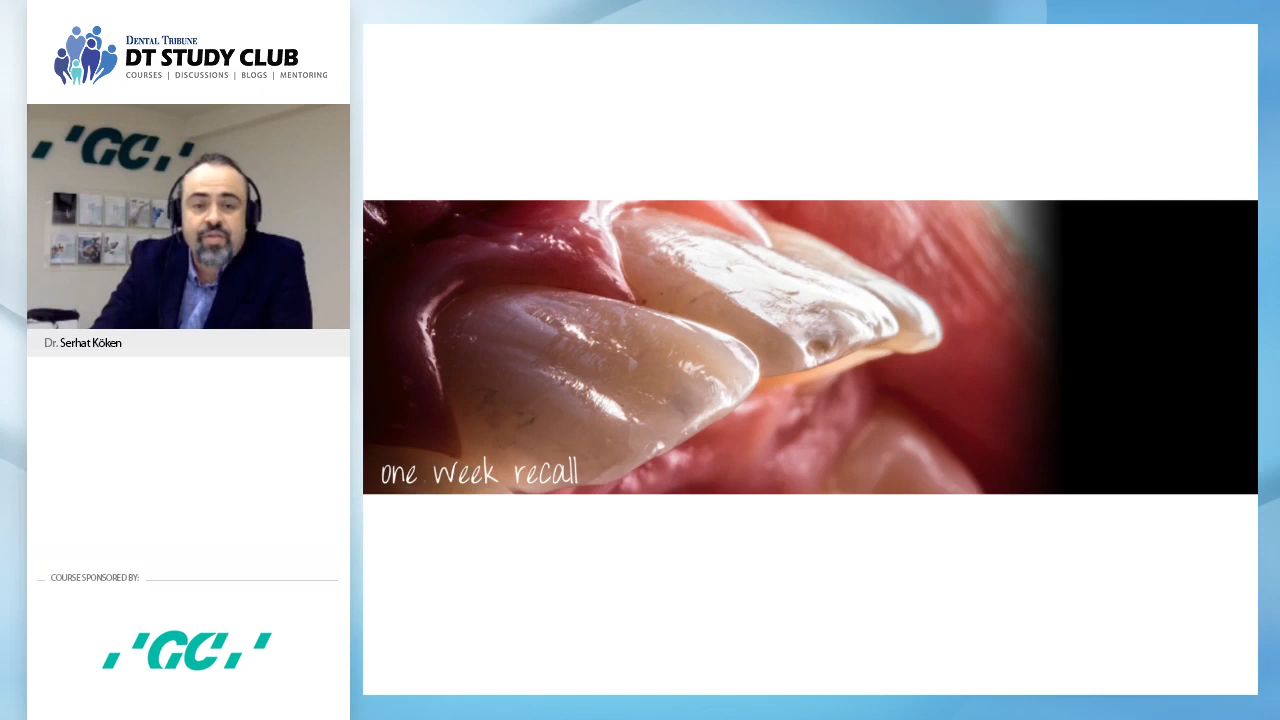 DENTAL TRIBUNE
DT STUDY CLUB
COURSES | DISCUSSIONS | BLOGS | MENTORING
GC
Dr. Serhat Köken
one week recall
COURSE SPONSORED BY:
GC